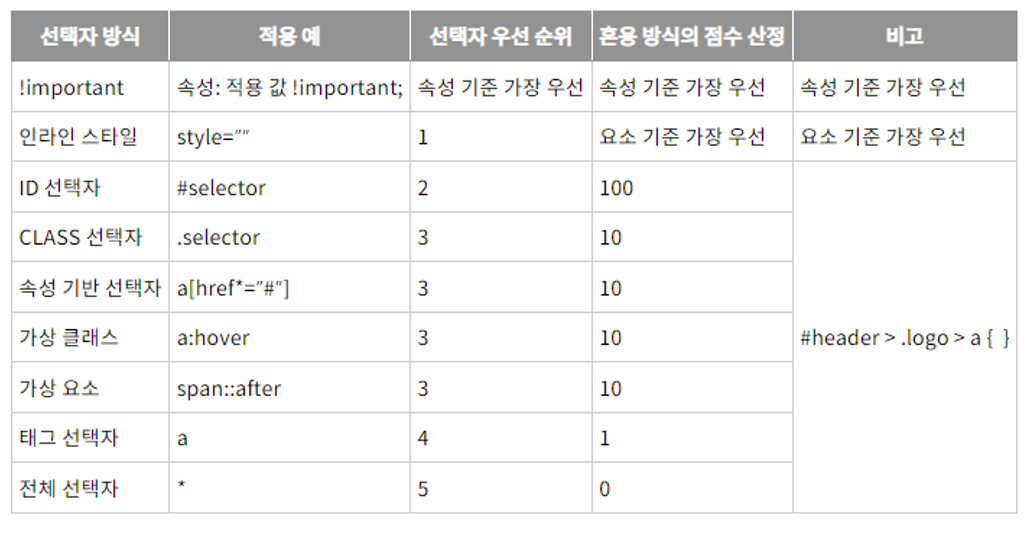 선택자 방식 적용 예 선택자 우선 순위 혼용 방식의 점수 산정 비고
!important 속성: 적용 값 !important; 속성 기준 가장 우선 속성 기준 가장 우선 속성 기준 가장 우선
인라인 스타일 style="" 1 요소 기준 가장 우선 요소 기준 가장 우선
ID 선택자 #selector 2 100
CLASS 선택자 .selector 3 10
속성 기반 선택자 a[href*="#"] 3 10
가상 클래스 a:hover 3 10 #header > .logo > a { }
가상 요소 span::after 3 10
태그 선택자 a 4 1
전체 선택자 * 5 0